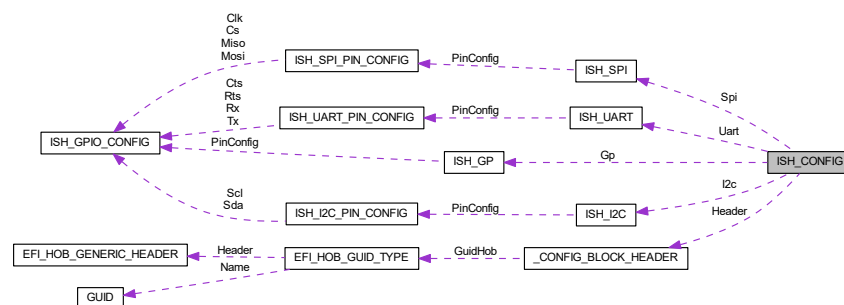 Clk
Cs
Miso
Mosi
ISH_SPI_PIN_CONFIG
PinConfig
ISH_SPI
Spi
Cts
Rts
Rx
Tx
ISH_UART_PIN_CONFIG
PinConfig
ISH_UART
Uart
ISH_GPIO_CONFIG
PinConfig
ISH_GP
Gp
ISH_CONFIG
Scl
Sda
ISH_I2C_PIN_CONFIG
PinConfig
ISH_I2C
I2c
Header
EFI_HOB_GENERIC_HEADER
Header
Name
EFI_HOB_GUID_TYPE
GuidHob
_CONFIG_BLOCK_HEADER
GUID